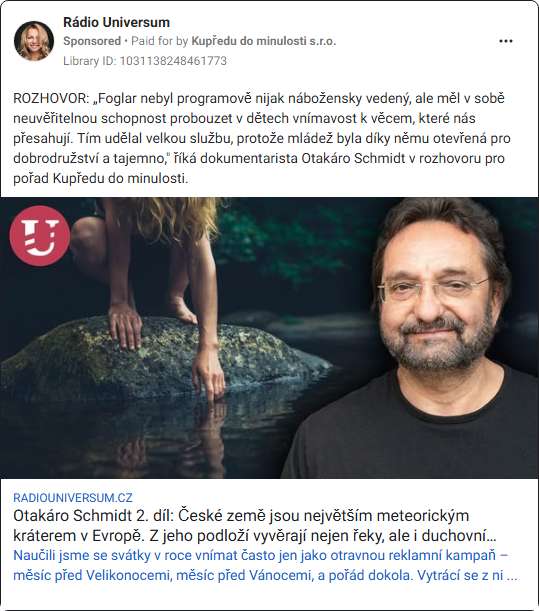 Rádio Universum
Sponsored • Paid for by Kupředu do minulosti s.r.o.
Library ID: 1031138248461773
ROZHOVOR: „Foglar nebyl programově nijak nábožensky vedený, ale měl v sobě
neuvěřitelnou schopnost probouzet v dětech vnímavost k věcem, které nás
přesahují. Tím udělal velkou službu, protože mládež byla díky němu otevřená pro
dobrodružství a tajemno," říká dokumentarista Otakáro Schmidt v rozhovoru pro
pořad Kupředu do minulosti.
U
RADIOUNIVERSUM.CZ
Otakáro Schmidt 2. díl: České země jsou největším meteorickým
kráterem v Evropě. Z jeho podloží vyvěrají nejen řeky, ale i duchovní…
Naučili jsme se svátky v roce vnímat často jen jako otravnou reklamní kampaň –
měsíc před Velikonocemi, měsíc před Vánocemi, a pořád dokola. Vytrácí se z ni ...